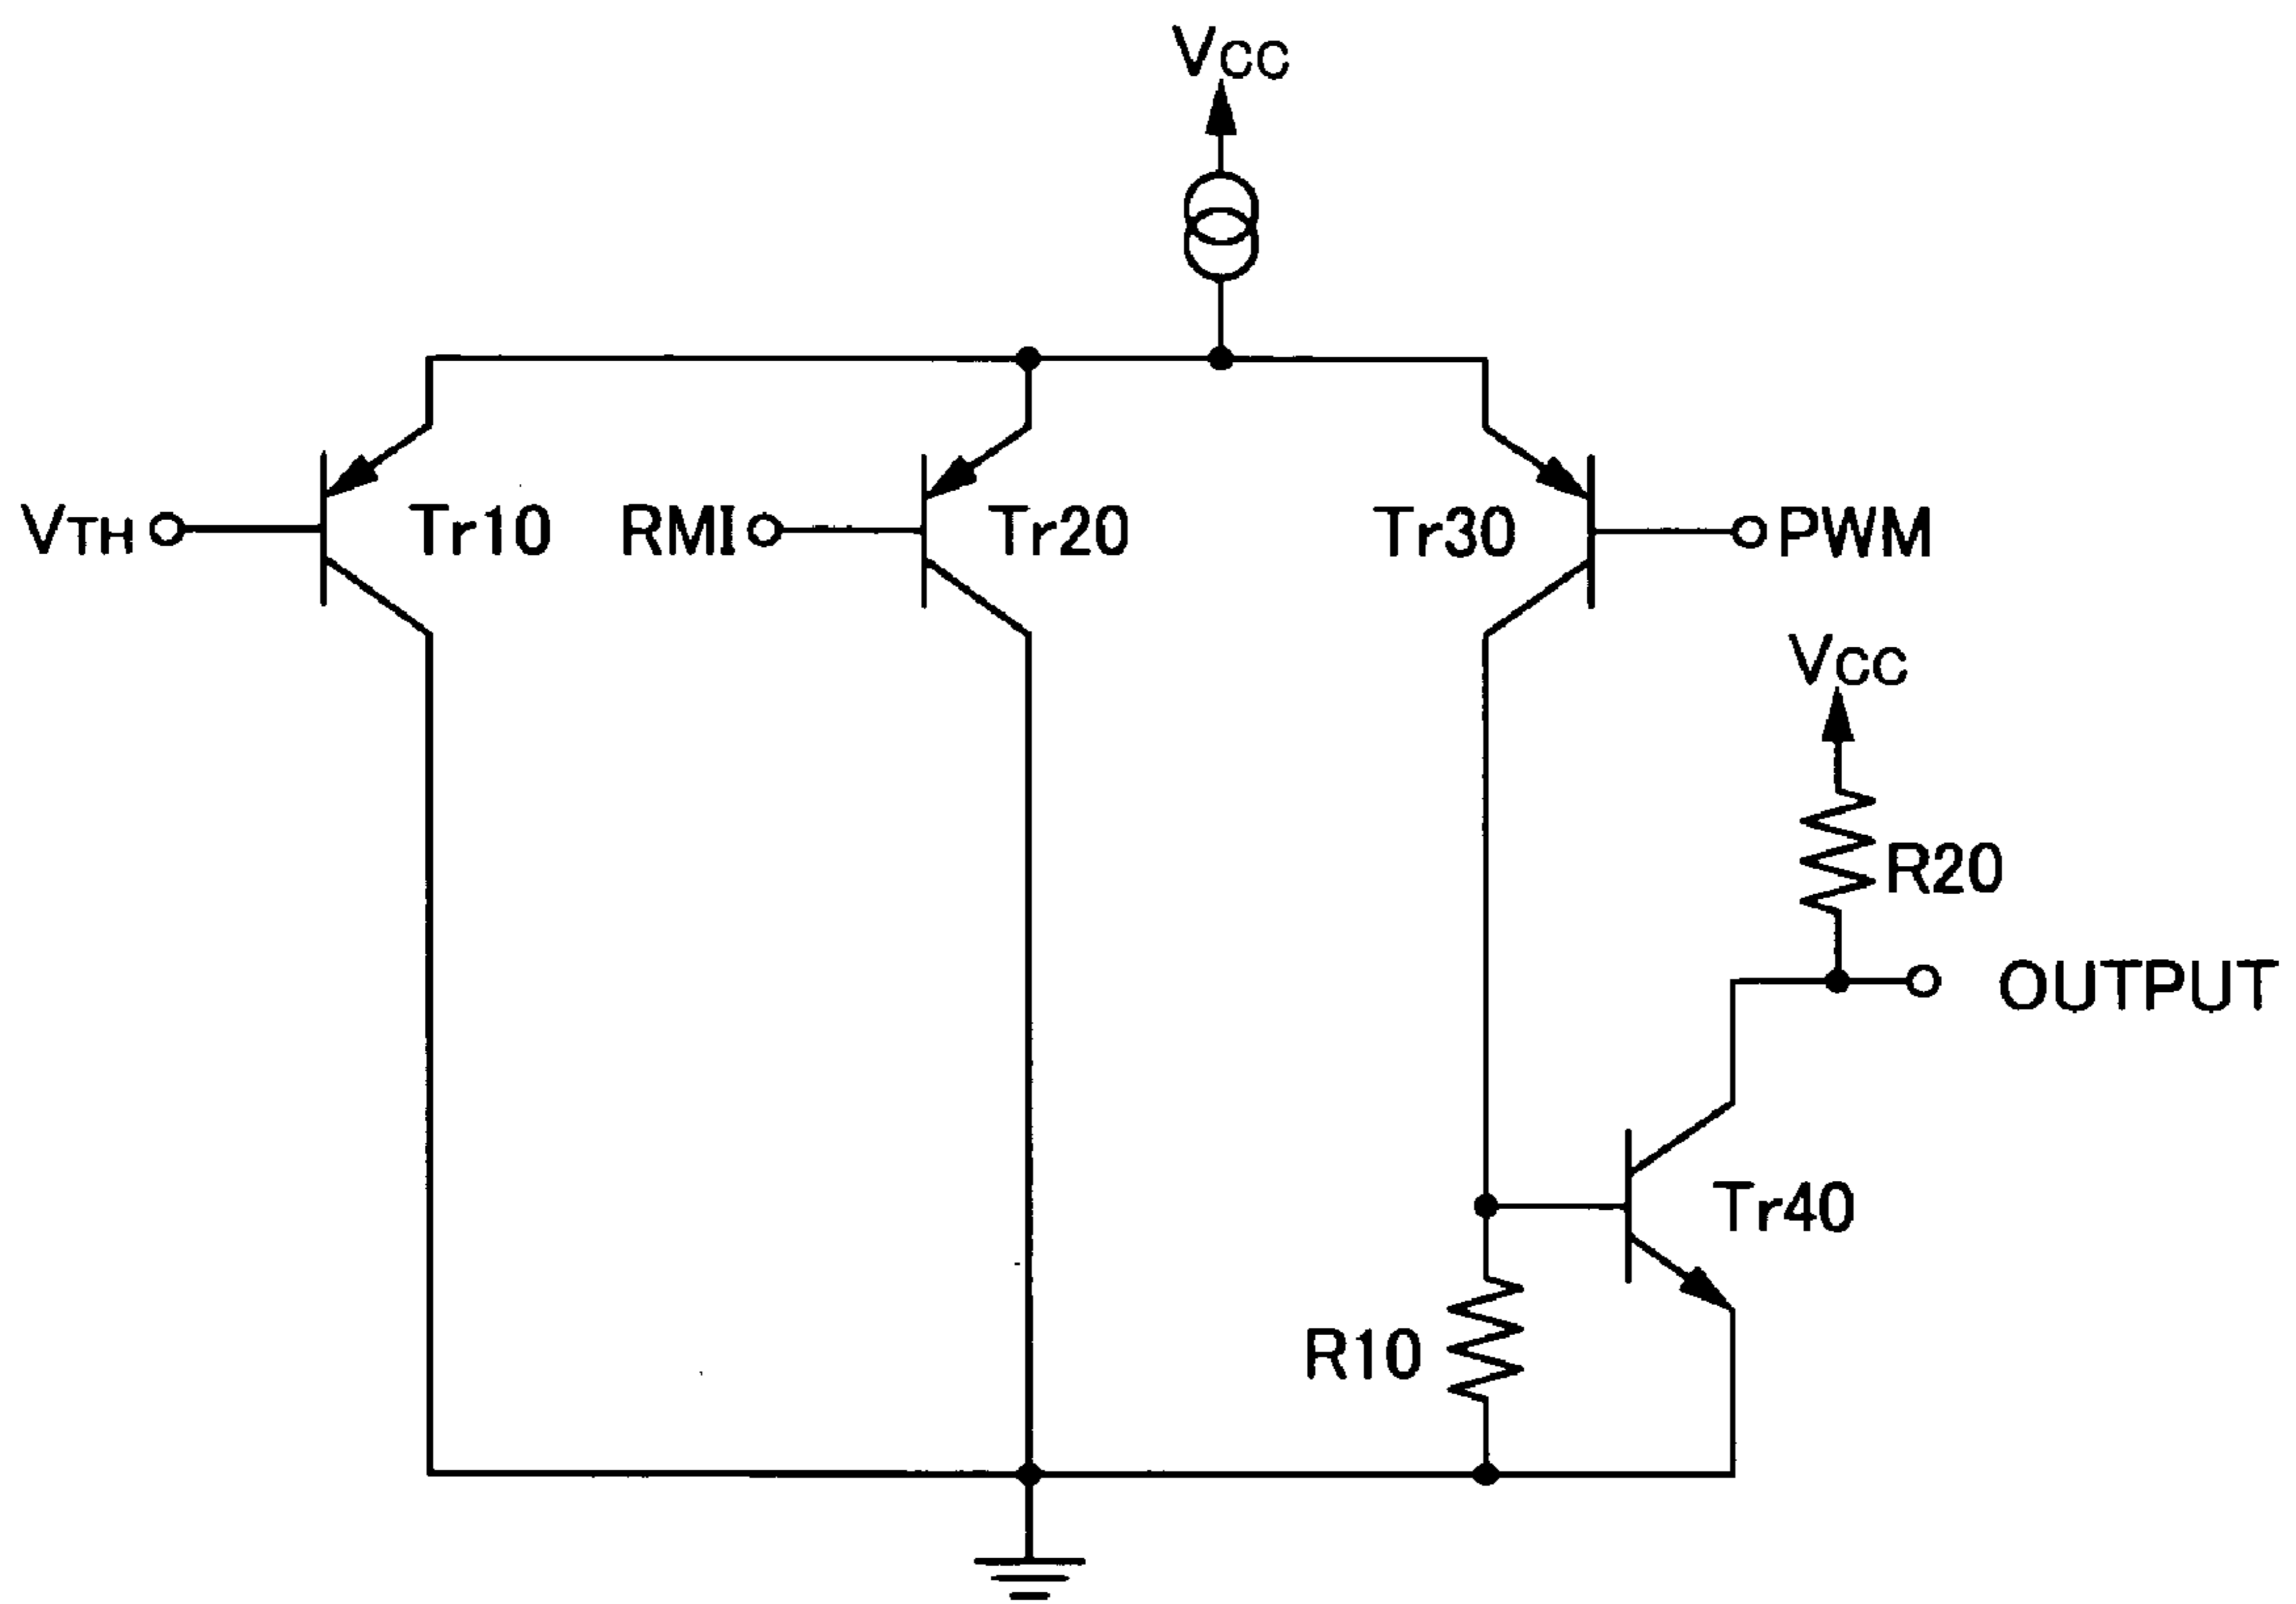 VCC
VTH
Tr10
RMI
Tr20
Tr30
PWM
VCC
R20
OUTPUT
Tr40
R10